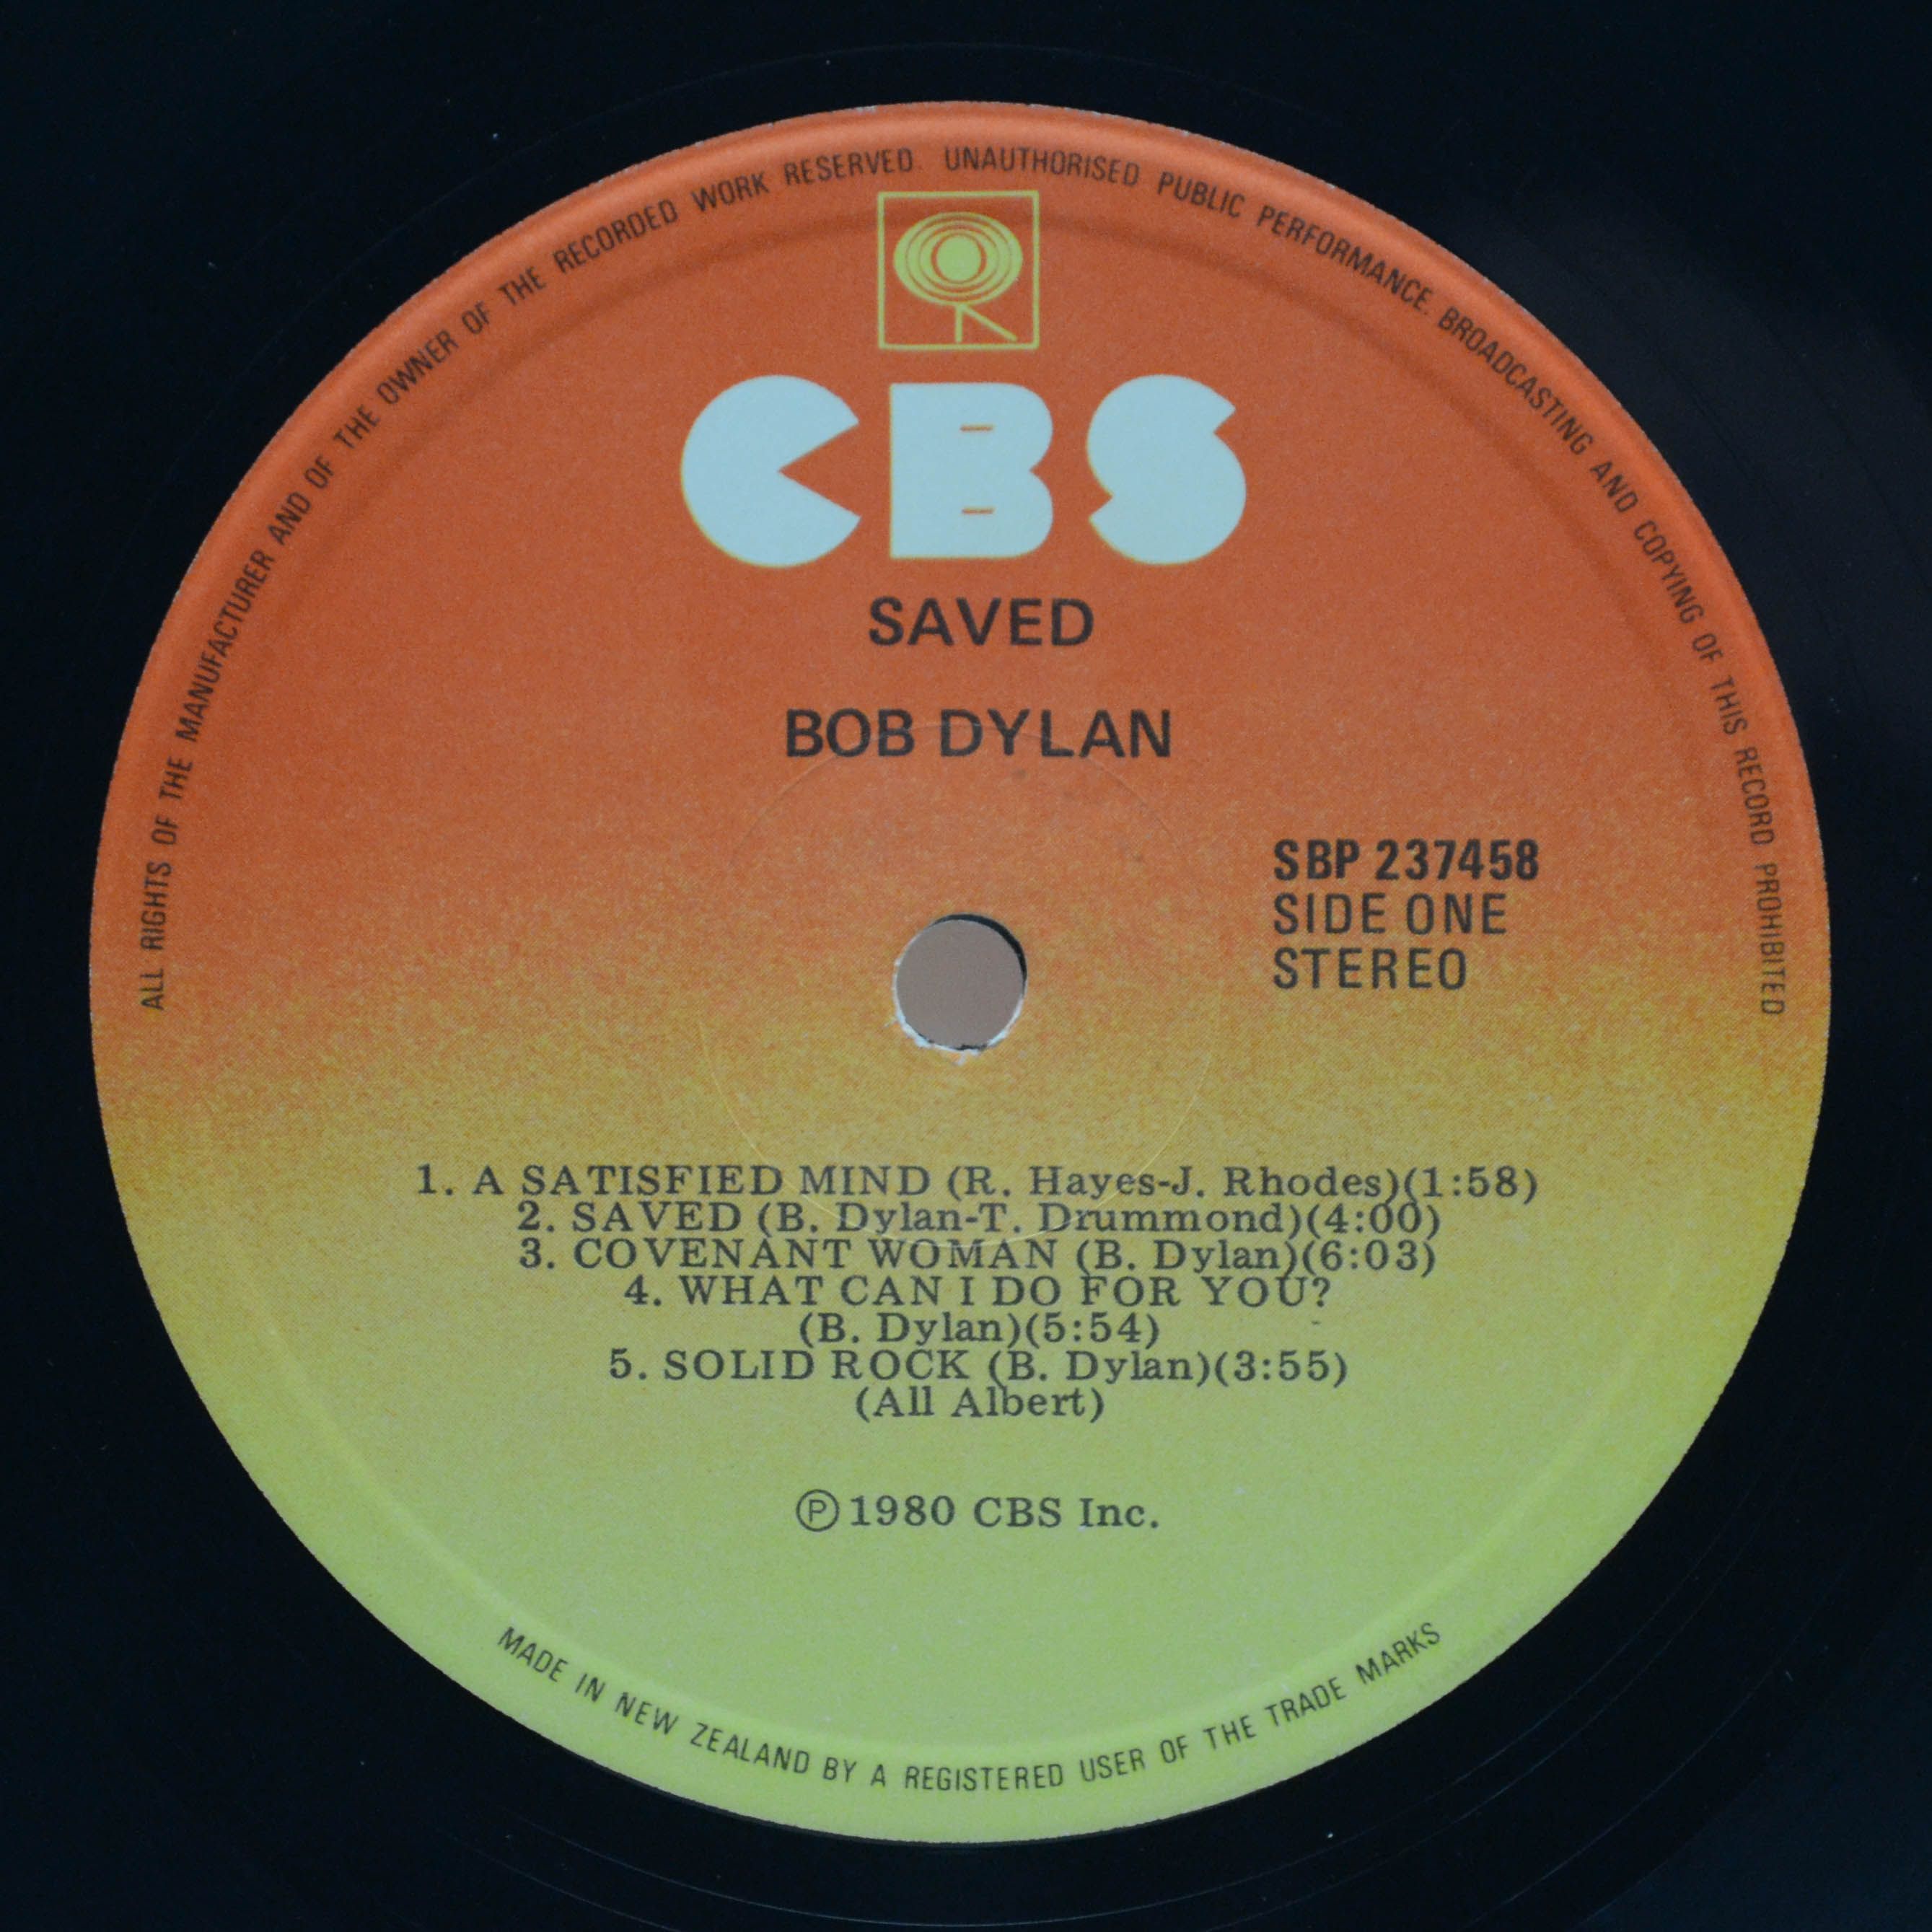 ALL RIGHTS OF THE MANUFACTURER AND OF THE OWNER OF THE RECORDED WORK RESERVED. UNAUTHORISED PUBLIC PERFORMANCE. BROADCASTING AND COPYING OF THIS RECORD PROHIBITED
CBS
SAVED
BOB DYLAN
SBP 237458
SIDE ONE
STEREO
1. A SATISFIED MIND (R. Hayes-J. Rhodes)(1:58)
2. SAVED (B. Dylan-T. Drummond)(4:00)
3. COVENANT WOMAN (B. Dylan)(6:03)
4. WHAT CAN I DO FOR YOU?
(B. Dylan)(5:54)
5. SOLID ROCK (B. Dylan)(3:55)
(All Albert)
Ⓟ 1980 CBS Inc.
MADE IN NEW ZEALAND BY A REGISTERED USER OF THE TRADE MARKS